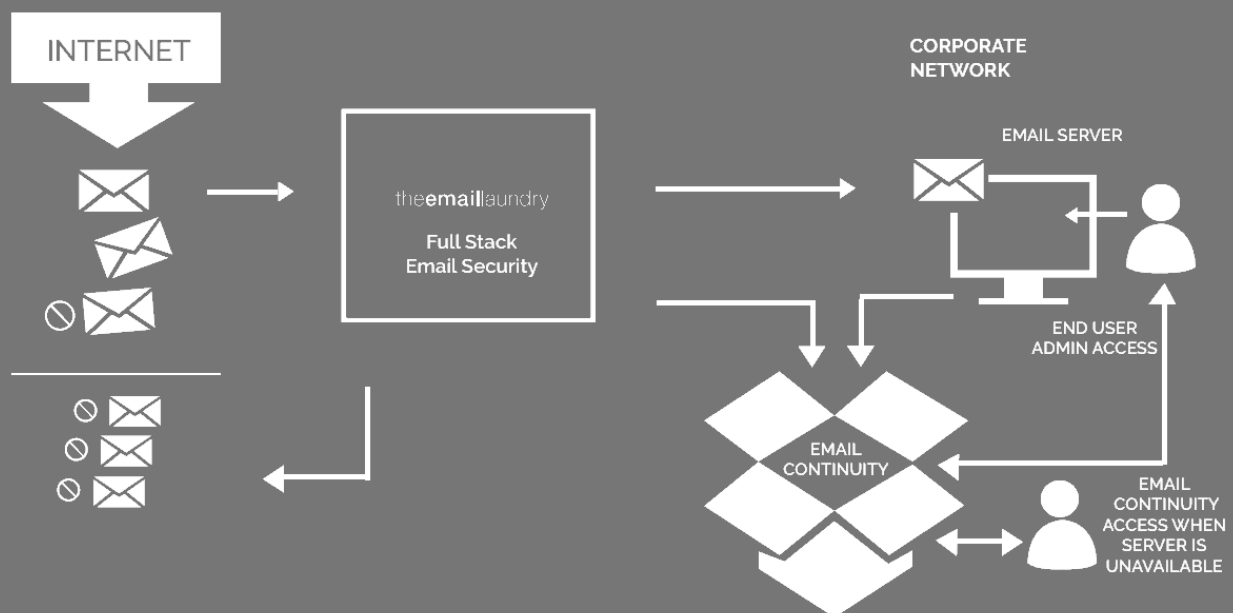 INTERNET
CORPORATE
NETWORK
EMAIL SERVER
theemaillaundry
Full Stack
Email Security
END USER
ADMIN ACCESS
EMAIL
CONTINUITY
EMAIL
CONTINUITY
ACCESS WHEN
SERVER IS
UNAVAILABLE